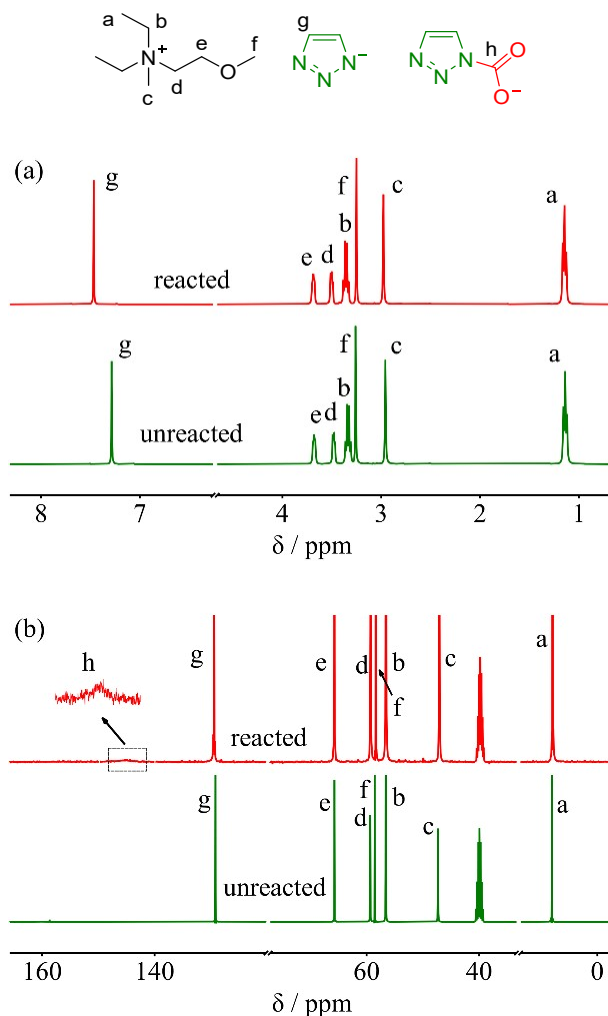 a b e f g h
N + O N N N − N N N O O −
c d
(a)
g f c a
b
e d
reacted
g f c a
b
e d
unreacted
8 7 4 3 2 1
δ / ppm
(b)
h g e d b c a
f
reacted
g e f b c a
d
unreacted
160 140 60 40 0
δ / ppm